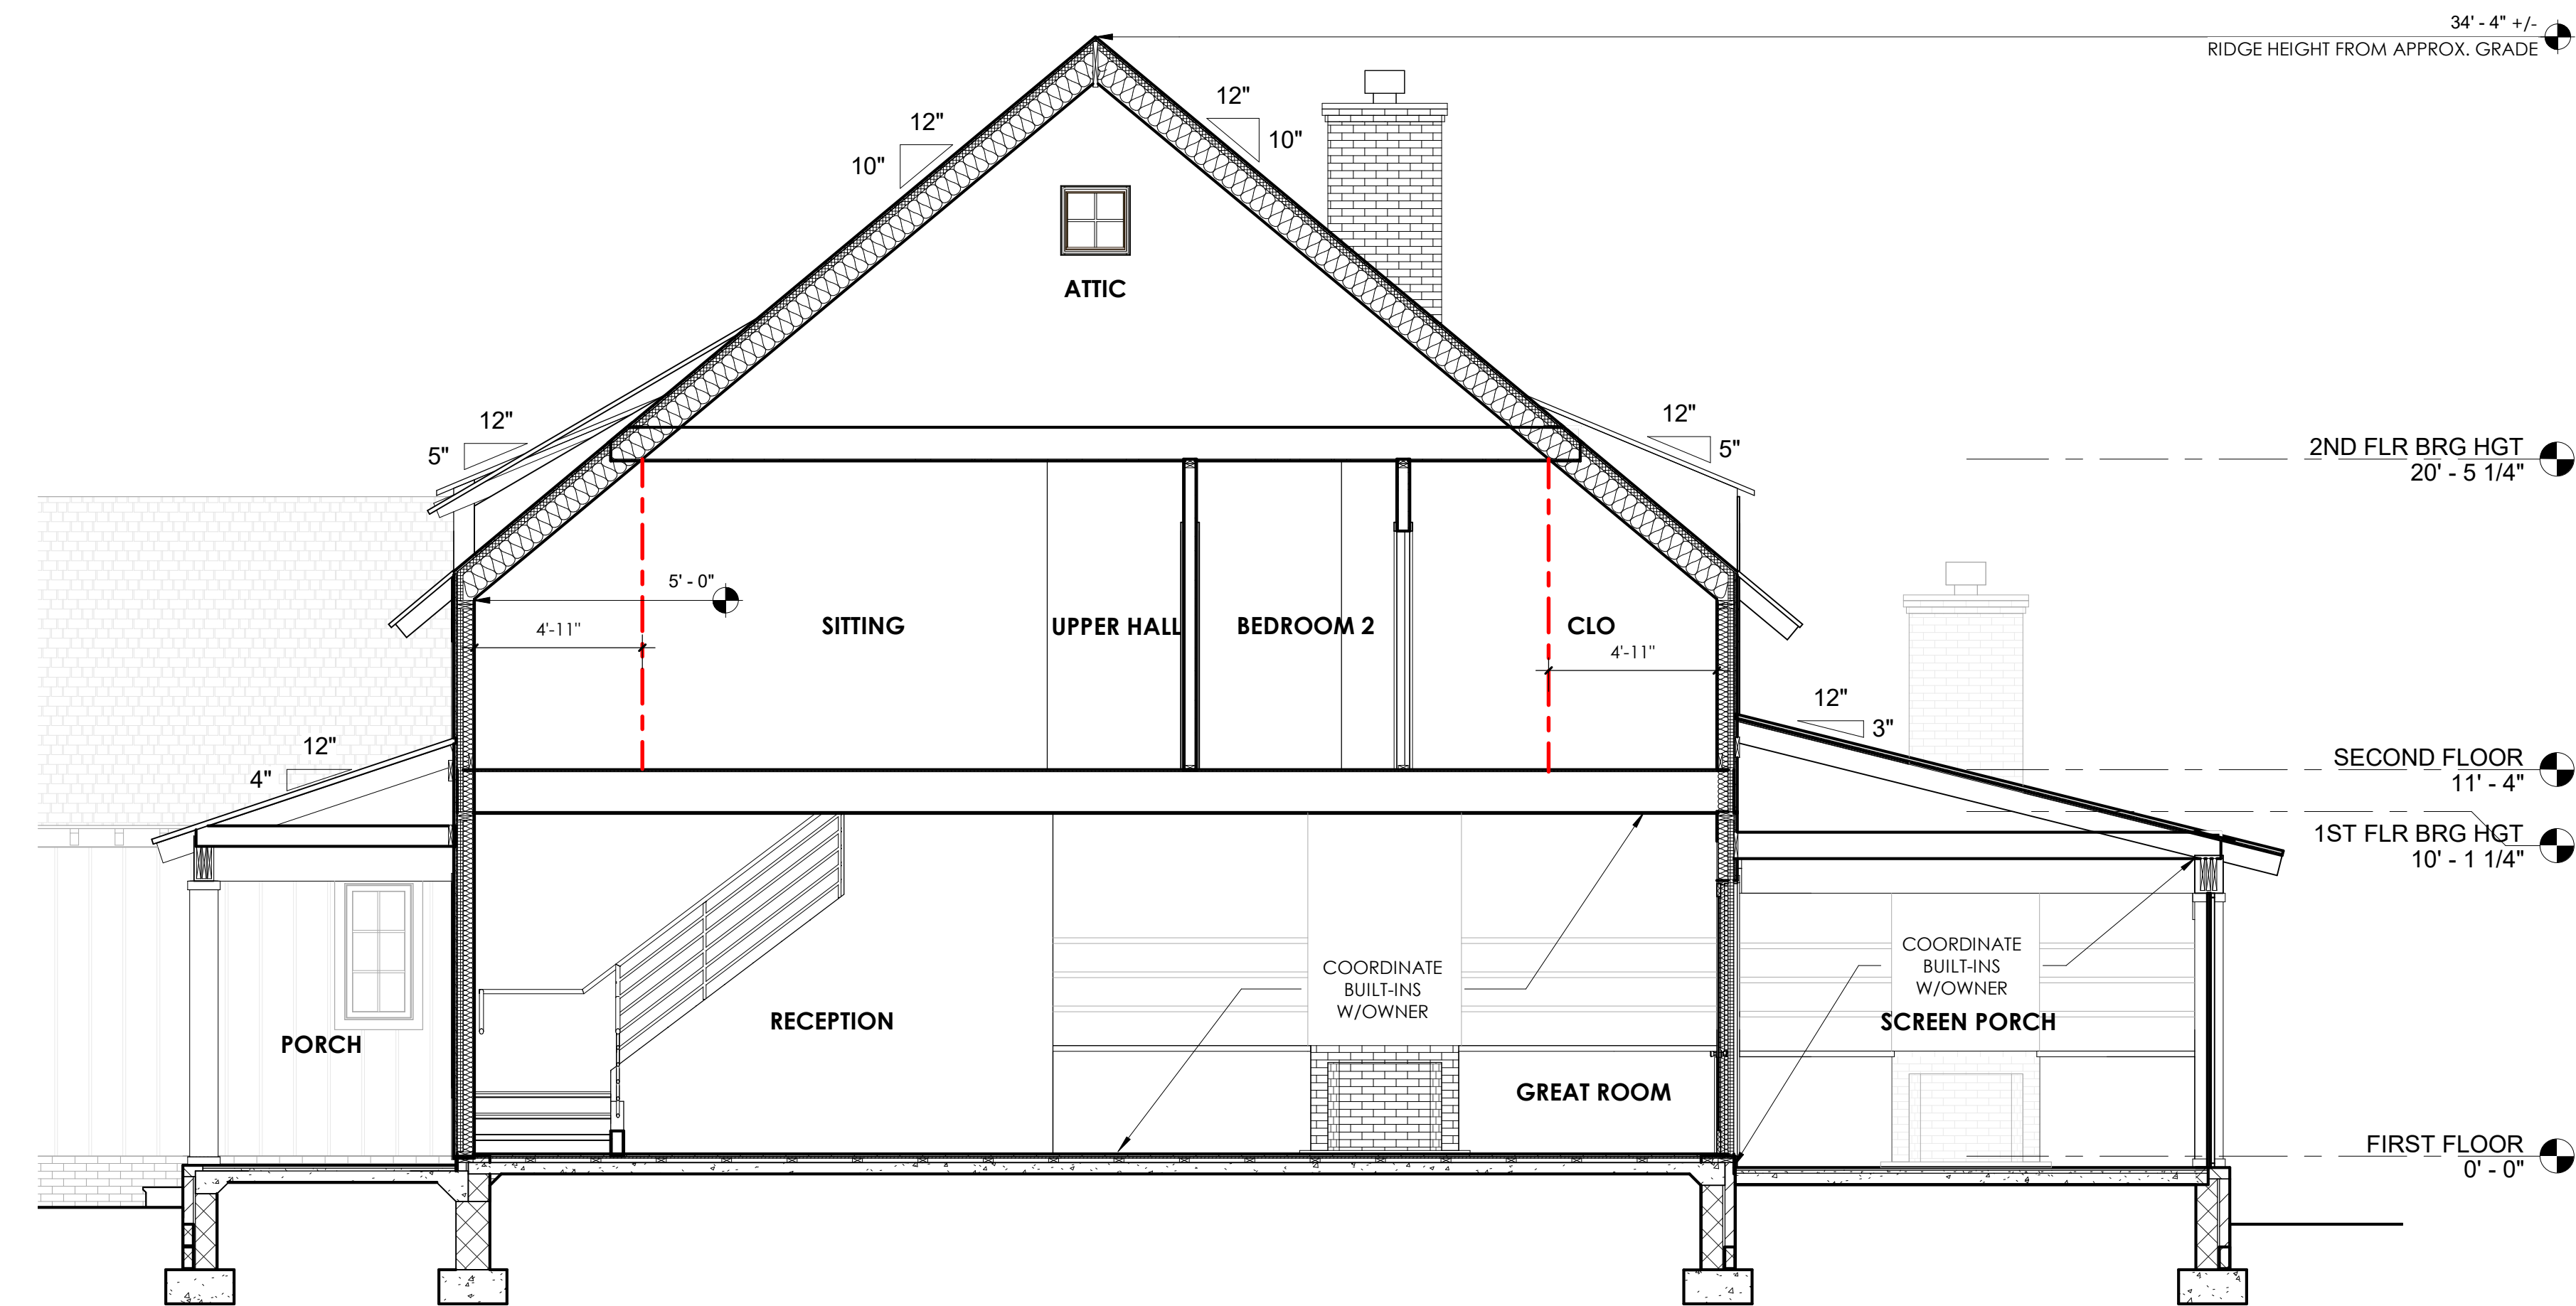 34' - 4" +/-
RIDGE HEIGHT FROM APPROX. GRADE
12"
10"
12"
10"
ATTIC
12"
5"
12"
5"
2ND FLR BRG HGT
20' - 5 1/4"
5' - 0"
4'-11"
SITTING
UPPER HALL
BEDROOM 2
CLO
4'-11"
12"
3"
12"
4"
SECOND FLOOR
11' - 4"
1ST FLR BRG HGT
10' - 1 1/4"
COORDINATE
BUILT-INS
W/OWNER
COORDINATE
BUILT-INS
W/OWNER
RECEPTION
SCREEN PORCH
PORCH
GREAT ROOM
FIRST FLOOR
0' - 0"